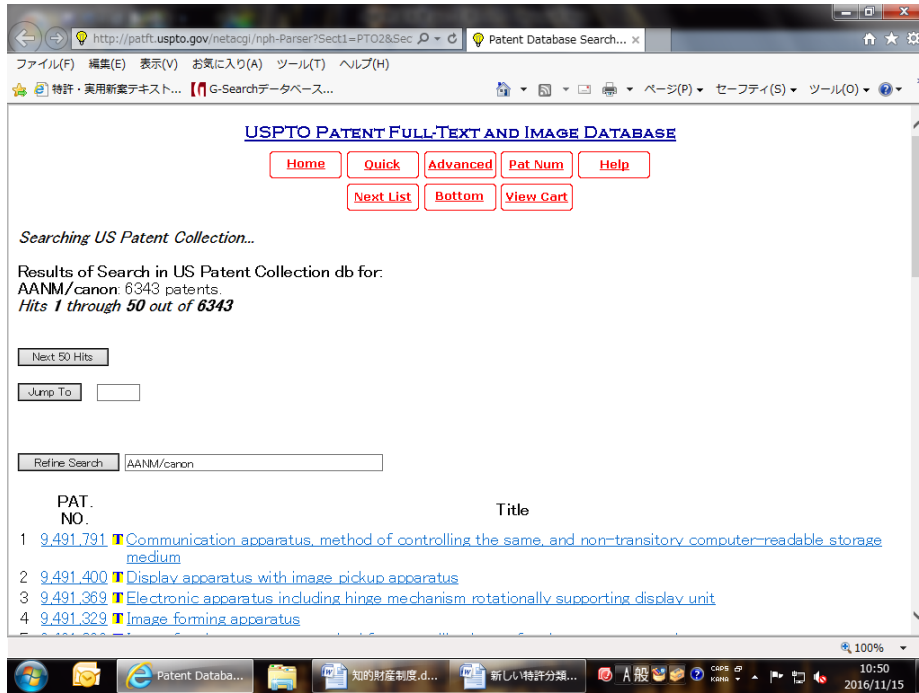 http://patft.uspto.gov/netacgi/nph-Parser?Sect1=PTO2&Sec
Patent Database Search...
ファイル(F) 編集(E) 表示(V) お気に入り(A) ツール(T) ヘルプ(H)
特許・実用新案テキスト... G-Searchデータベース... ページ(P) セーフティ(S) ツール(O)
USPTO PATENT FULL-TEXT AND IMAGE DATABASE
Home Quick Advanced Pat Num Help
Next List Bottom View Cart
Searching US Patent Collection...
Results of Search in US Patent Collection db for:
AANM/canon: 6343 patents.
Hits 1 through 50 out of 6343
Next 50 Hits
Jump To
Refine Search AANM/canon
PAT. NO. Title
1 9,491,791 T Communication apparatus, method of controlling the same, and non-transitory computer-readable storage
medium
2 9,491,400 T Display apparatus with image pickup apparatus
3 9,491,369 T Electronic apparatus including hinge mechanism rotationally supporting display unit
4 9,491,329 T Image forming apparatus
100%
Patent Databa... 知的財産制度.d... 新しい特許分類... A 般 CAPS KANA 10:50
2016/11/15